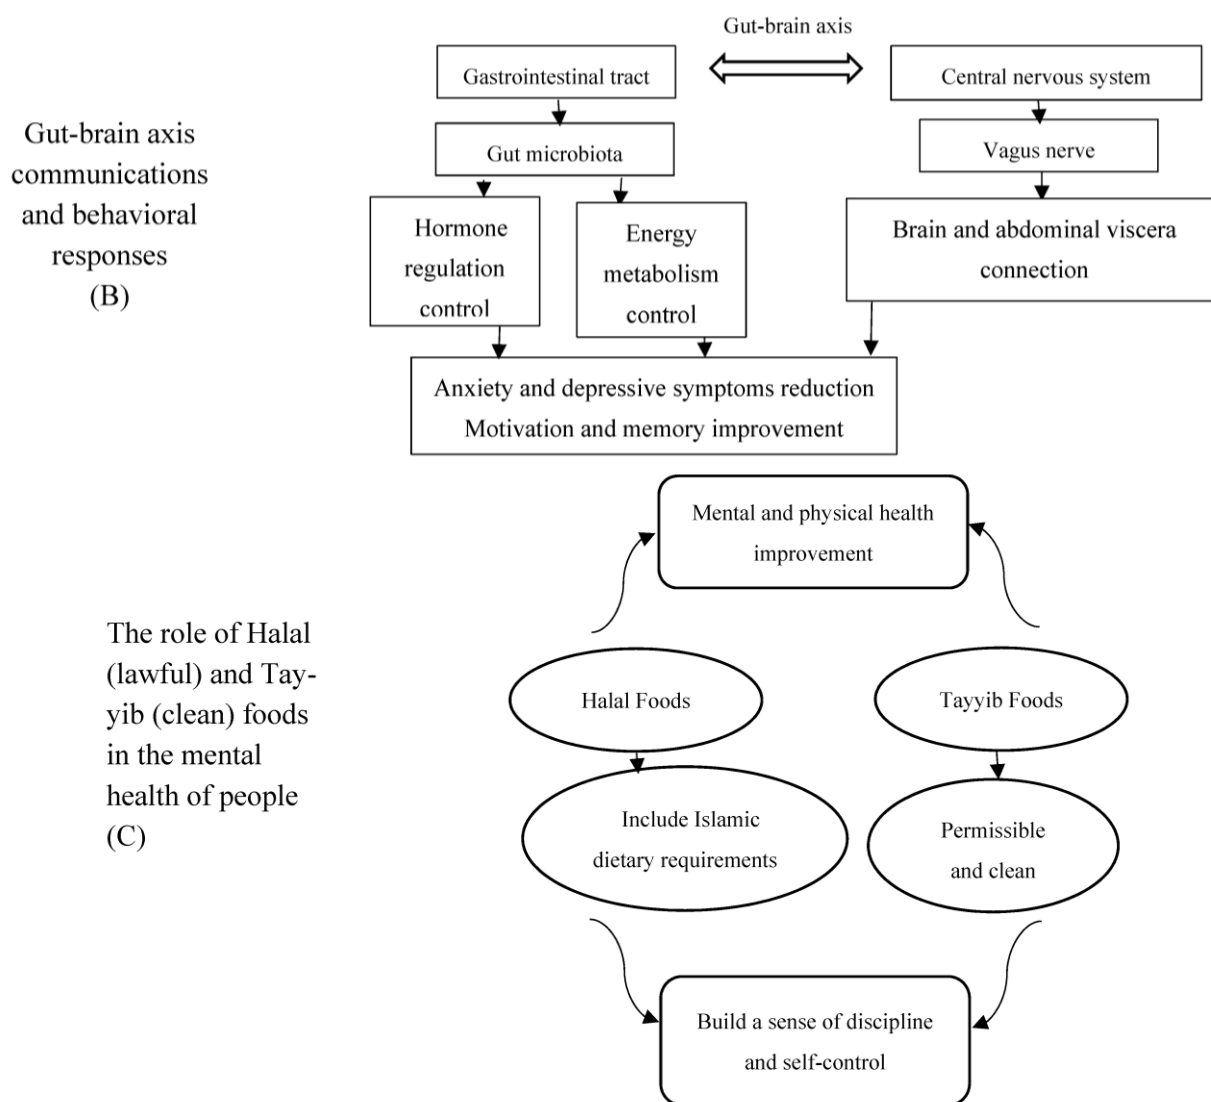 Gut-brain axis
Gastrointestinal tract
Central nervous system
Gut microbiota
Vagus nerve
Gut-brain axis
communications
and behavioral
responses
(B)
Hormone
regulation
control
Energy
metabolism
control
Brain and abdominal viscera
connection
Anxiety and depressive symptoms reduction
Motivation and memory improvement
Mental and physical health
improvement
The role of Halal
(lawful) and Tay-
yib (clean) foods
in the mental
health of people
(C)
Halal Foods
Tayyib Foods
Include Islamic
dietary requirements
Permissible
and clean
Build a sense of discipline
and self-control